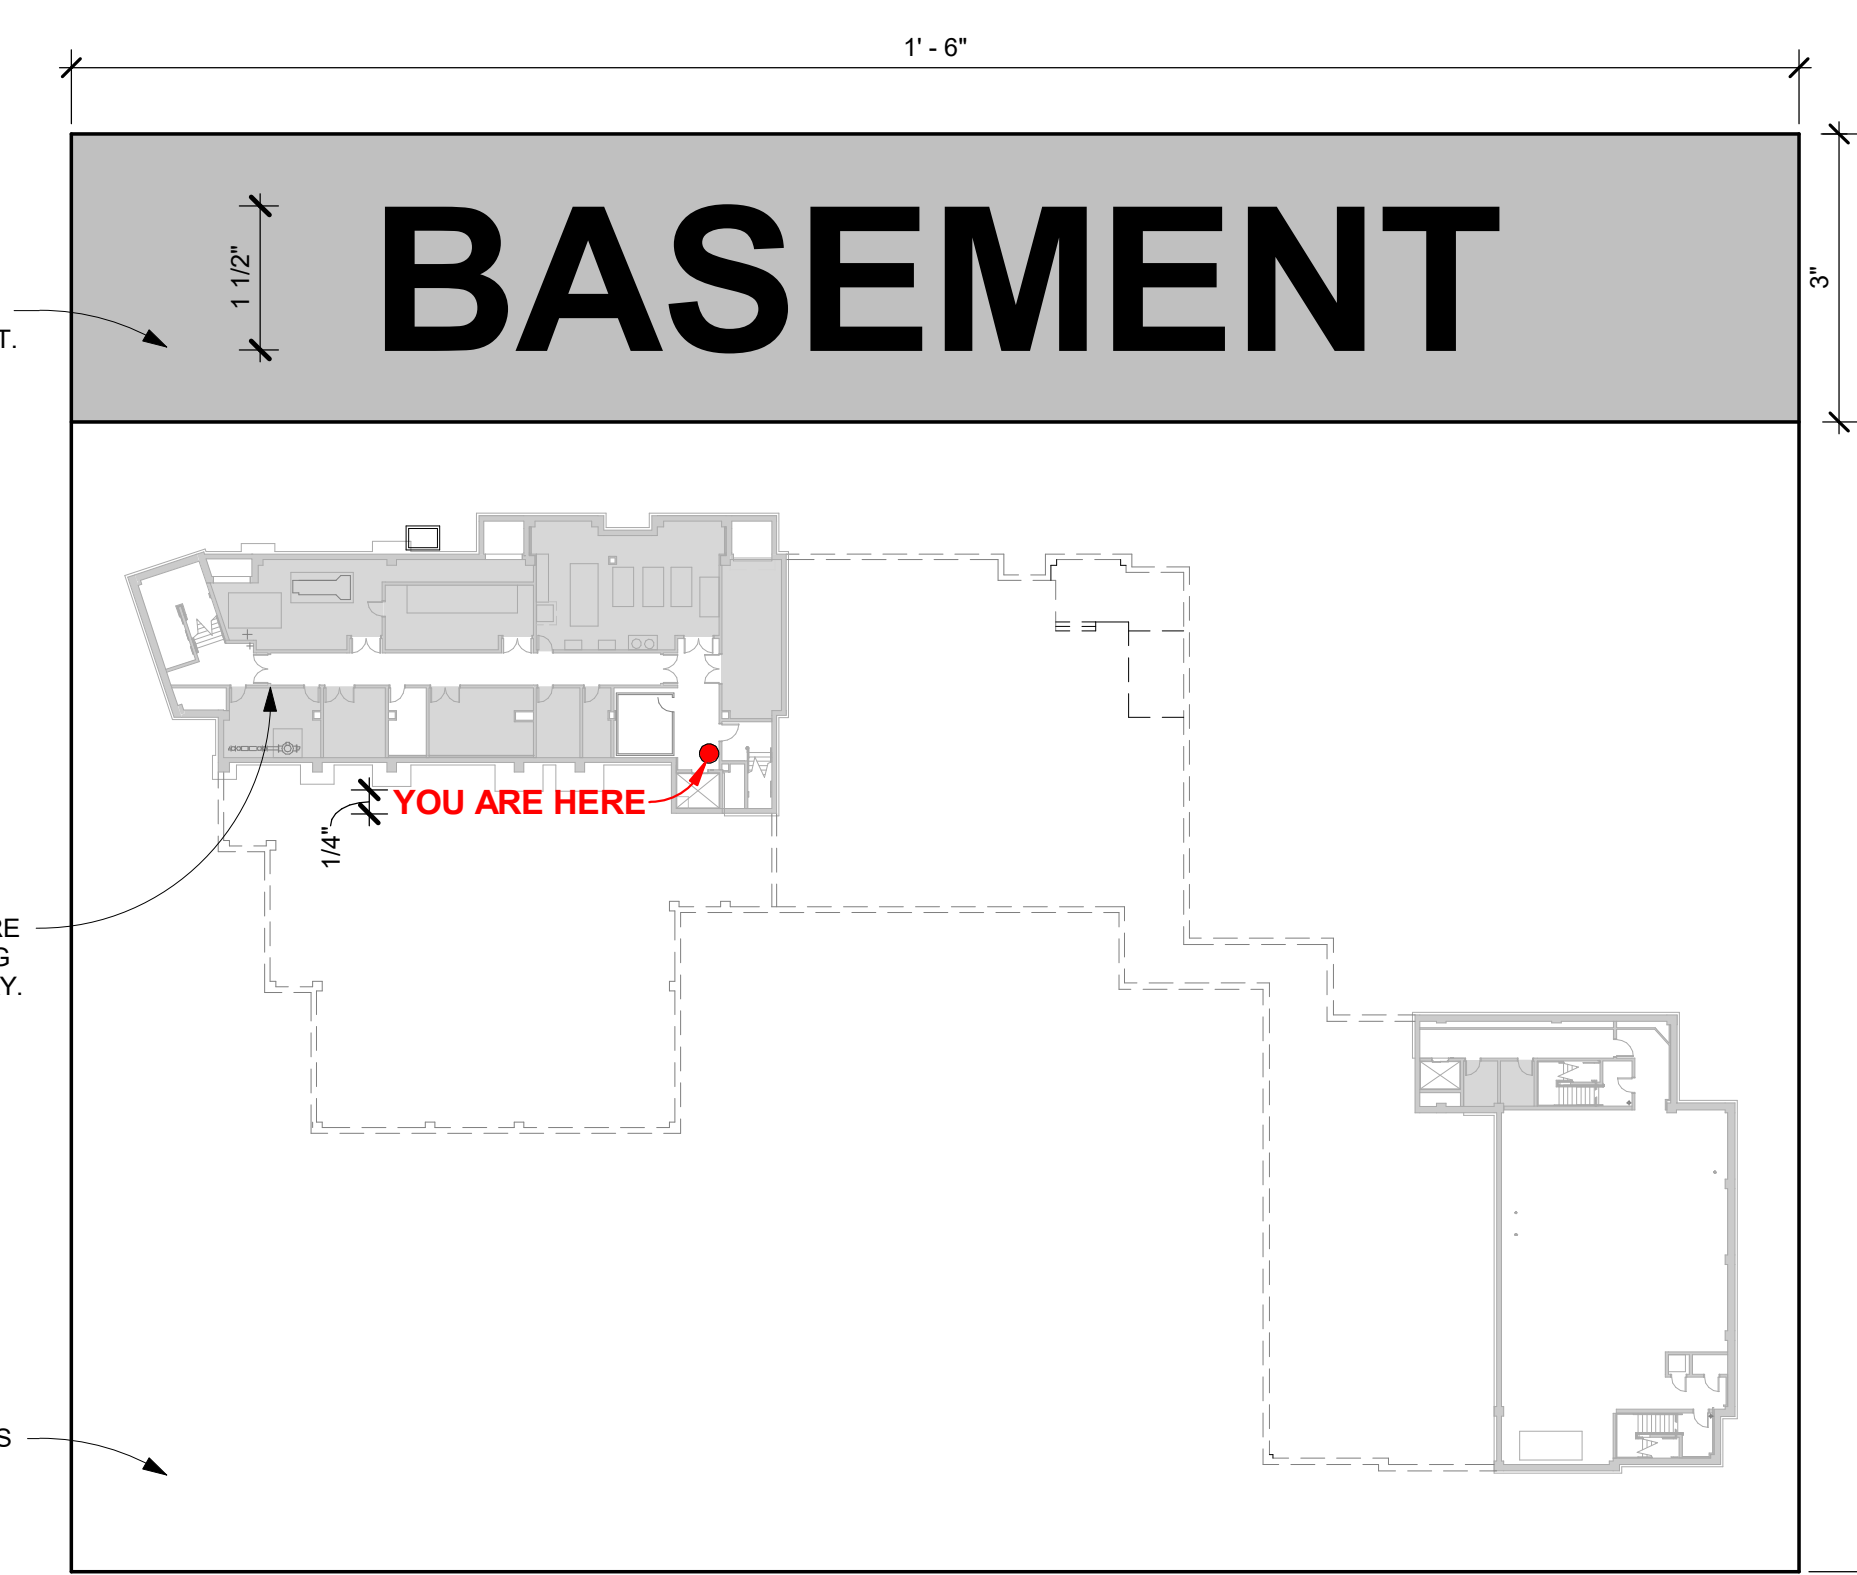 1' - 6"
BASEMENT
1 1/2"
3"
T.
YOU ARE HERE
1/4"
RE
G
Y.
S